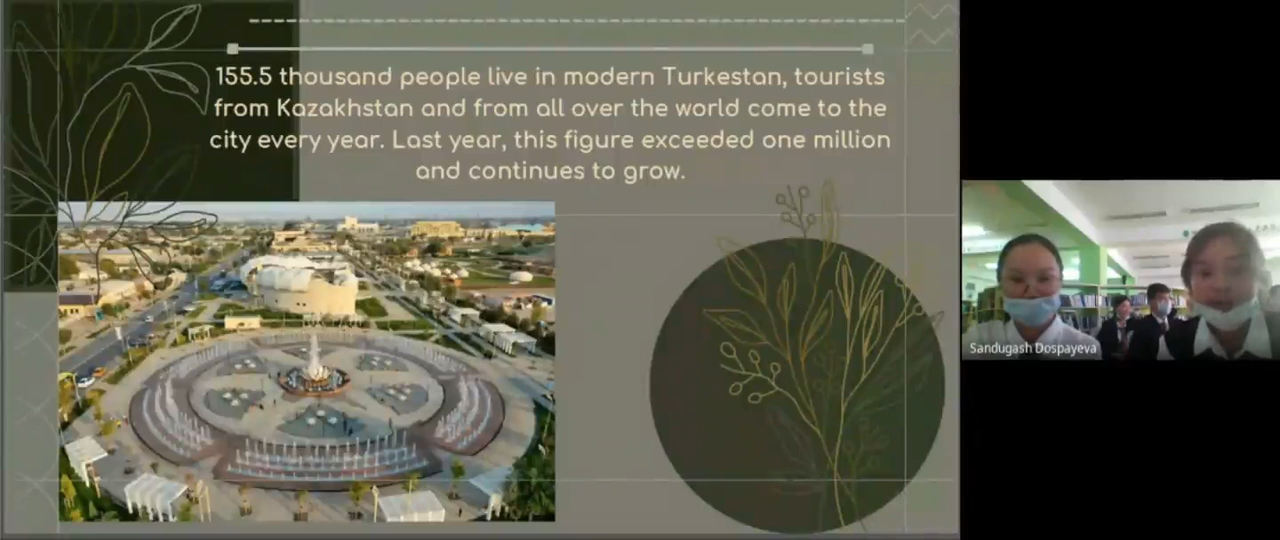 155.5 thousand people live in modern Turkestan, tourists
from Kazakhstan and from all over the world come to the
city every year. Last year, this figure exceeded one million
and continues to grow.
Sandugash Dospayeva